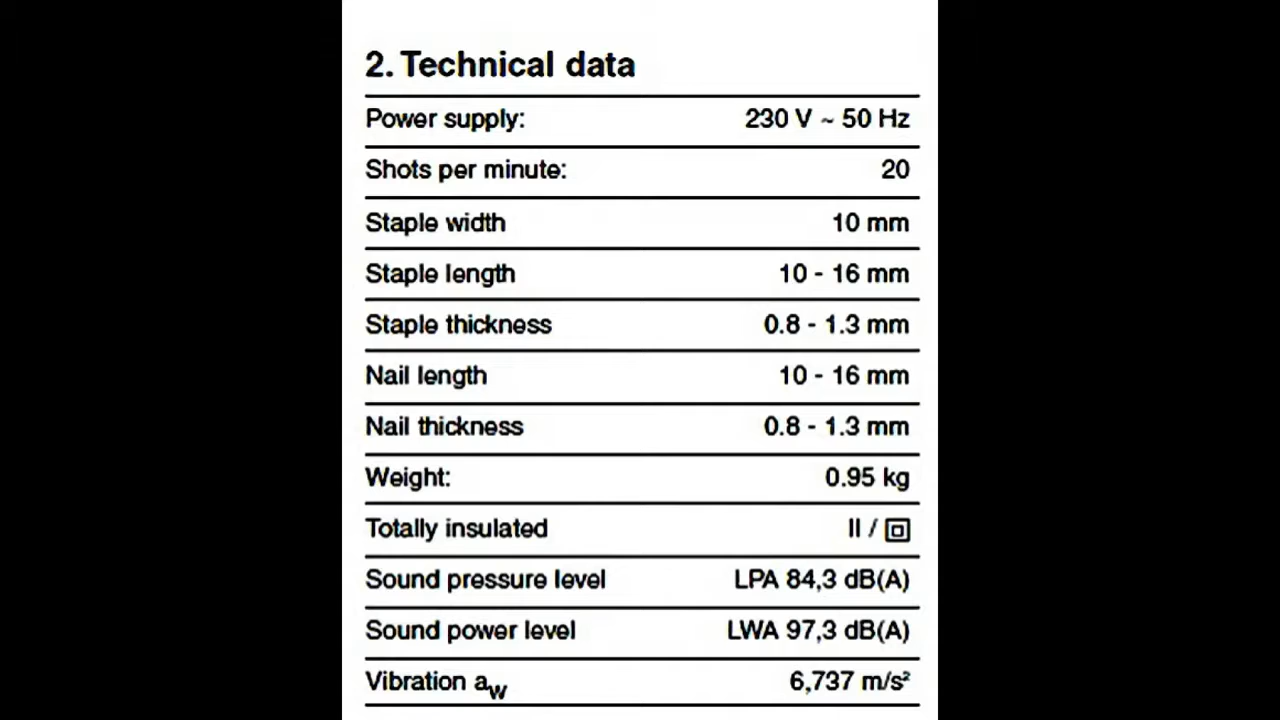 2. Technical data
Power supply: 230 V ~ 50 Hz
Shots per minute: 20
Staple width 10 mm
Staple length 10 - 16 mm
Staple thickness 0.8 - 1.3 mm
Nail length 10 - 16 mm
Nail thickness 0.8 - 1.3 mm
Weight: 0.95 kg
Totally insulated II / 
Sound pressure level LPA 84,3 dB(A)
Sound power level LWA 97,3 dB(A)
Vibration aw 6,737 m/s²